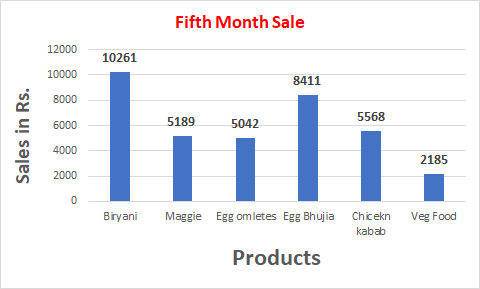 Fifth Month Sale
Sales in Rs.
12000
10000
8000
6000
4000
2000
0
10261
5189
5042
8411
5568
2185
Biryani
Maggie
Egg omletes
Egg Bhujia
Chicekn
kabab
Veg Food
Products